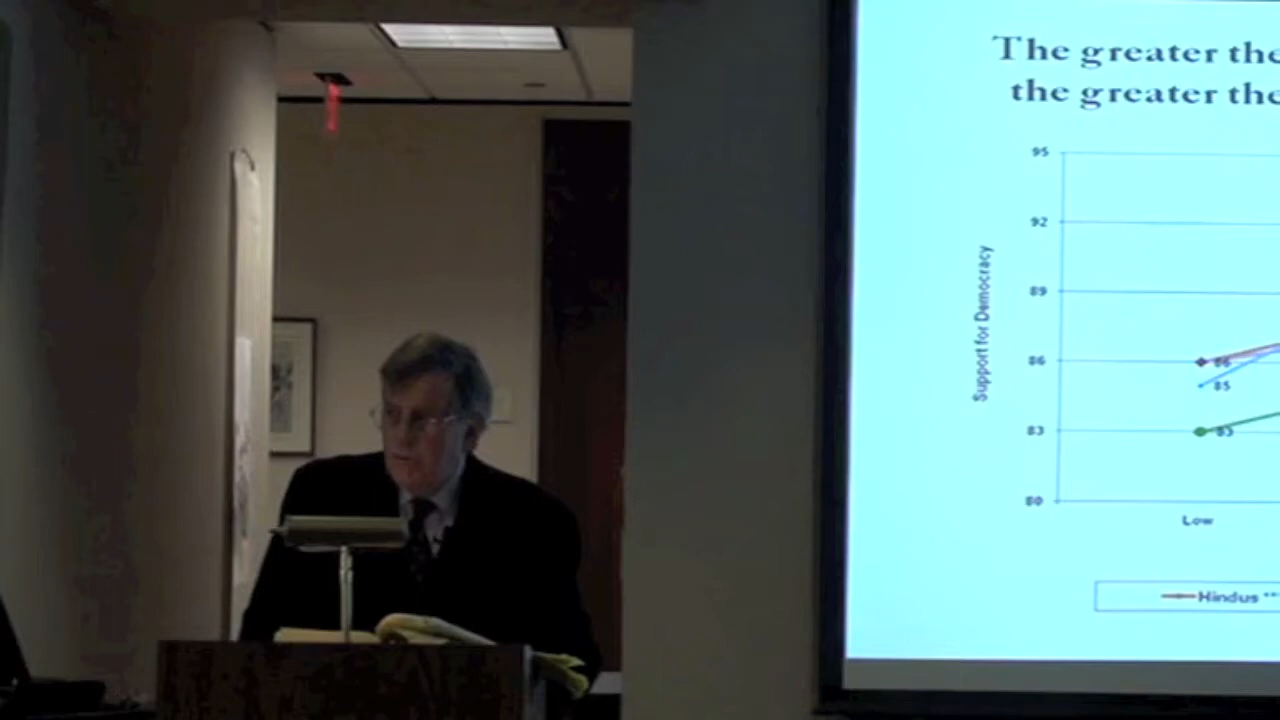 The greater the
the greater the
95
92
89
86
83
80
Support for Democracy
86
85
83
Low
Hindus **